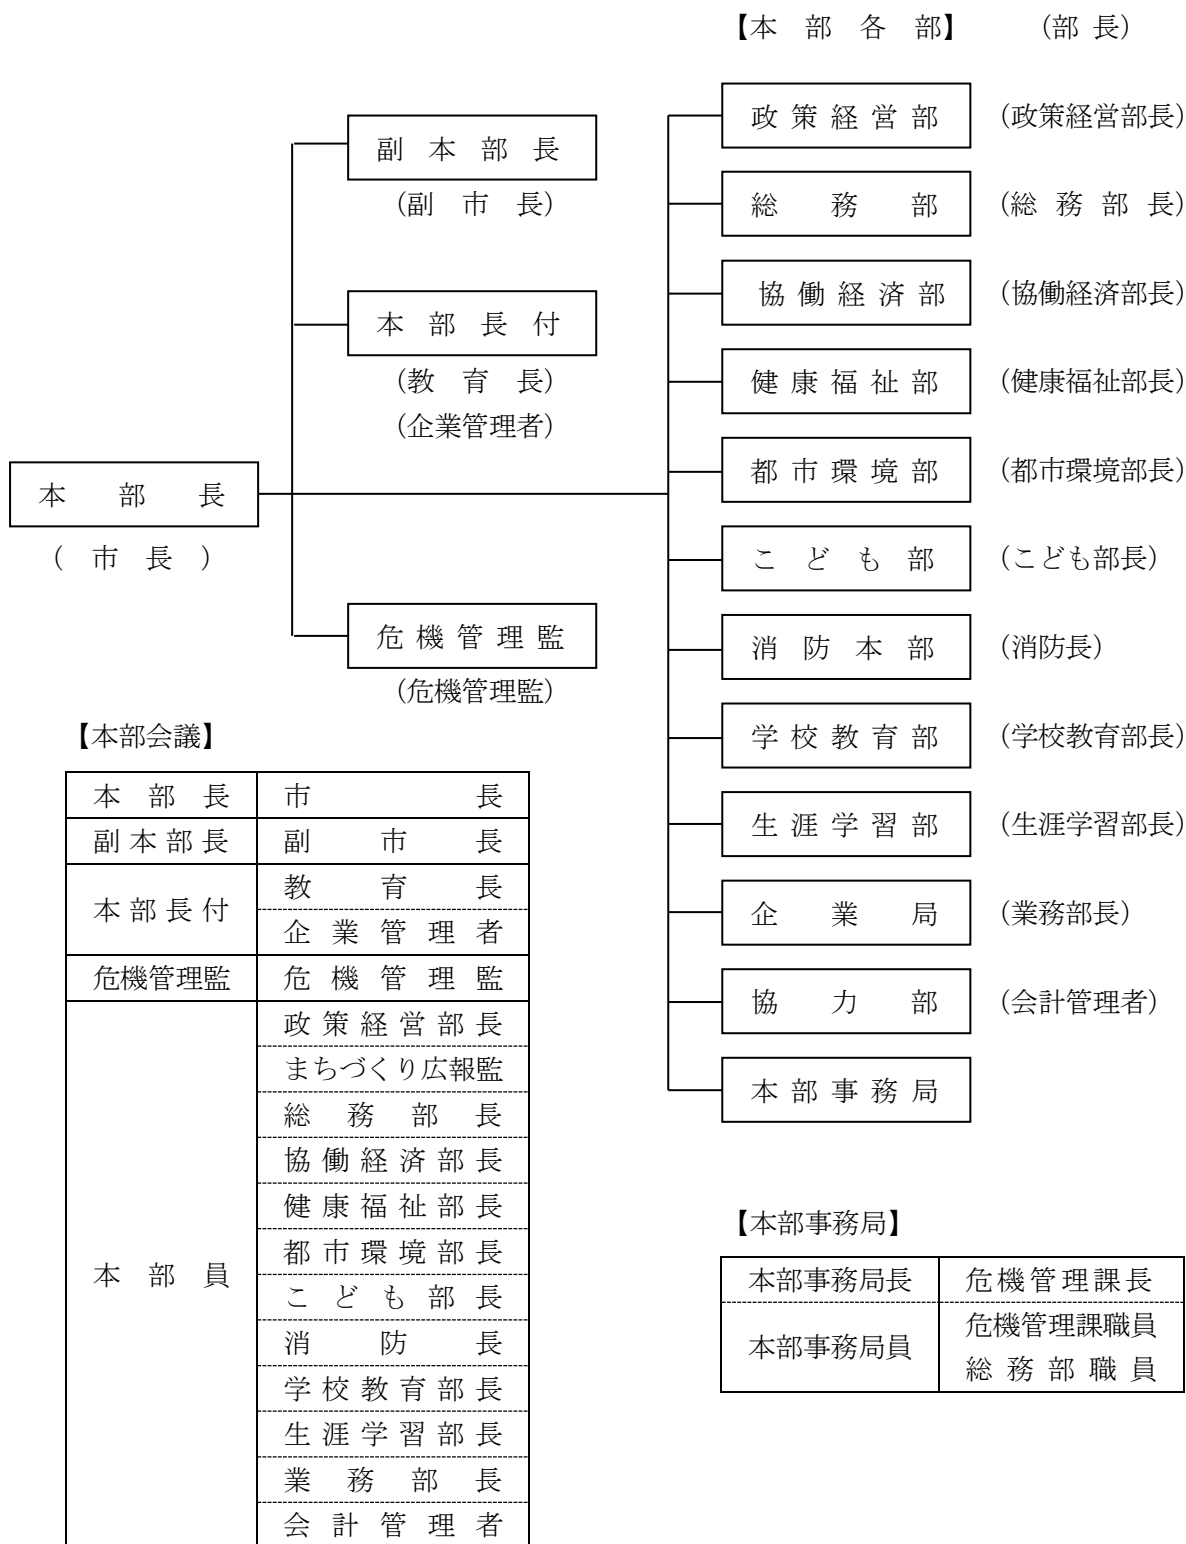 【本部各部】 (部長)
政策経営部 (政策経営部長)
副本部長
(副市長)
総務部 (総務部長)
協働経済部 (協働経済部長)
本部長付
(教育長)
(企業管理者)
健康福祉部 (健康福祉部長)
都市環境部 (都市環境部長)
本部長
(市長)
こども部 (こども部長)
危機管理監
(危機管理監)
消防本部 (消防長)
学校教育部 (学校教育部長)
生涯学習部 (生涯学習部長)
企業局 (業務部長)
協力部 (会計管理者)
本部事務局
【本部会議】
本部長 市長
副本部長 副市長
本部長付 教育長
企業管理者
危機管理監 危機管理監
本部員 政策経営部長
まちづくり広報監
総務部長
協働経済部長
健康福祉部長
都市環境部長
こども部長
消防長
学校教育部長
生涯学習部長
業務部長
会計管理者
【本部事務局】
本部事務局長 危機管理課長
本部事務局員 危機管理課職員
総務部職員